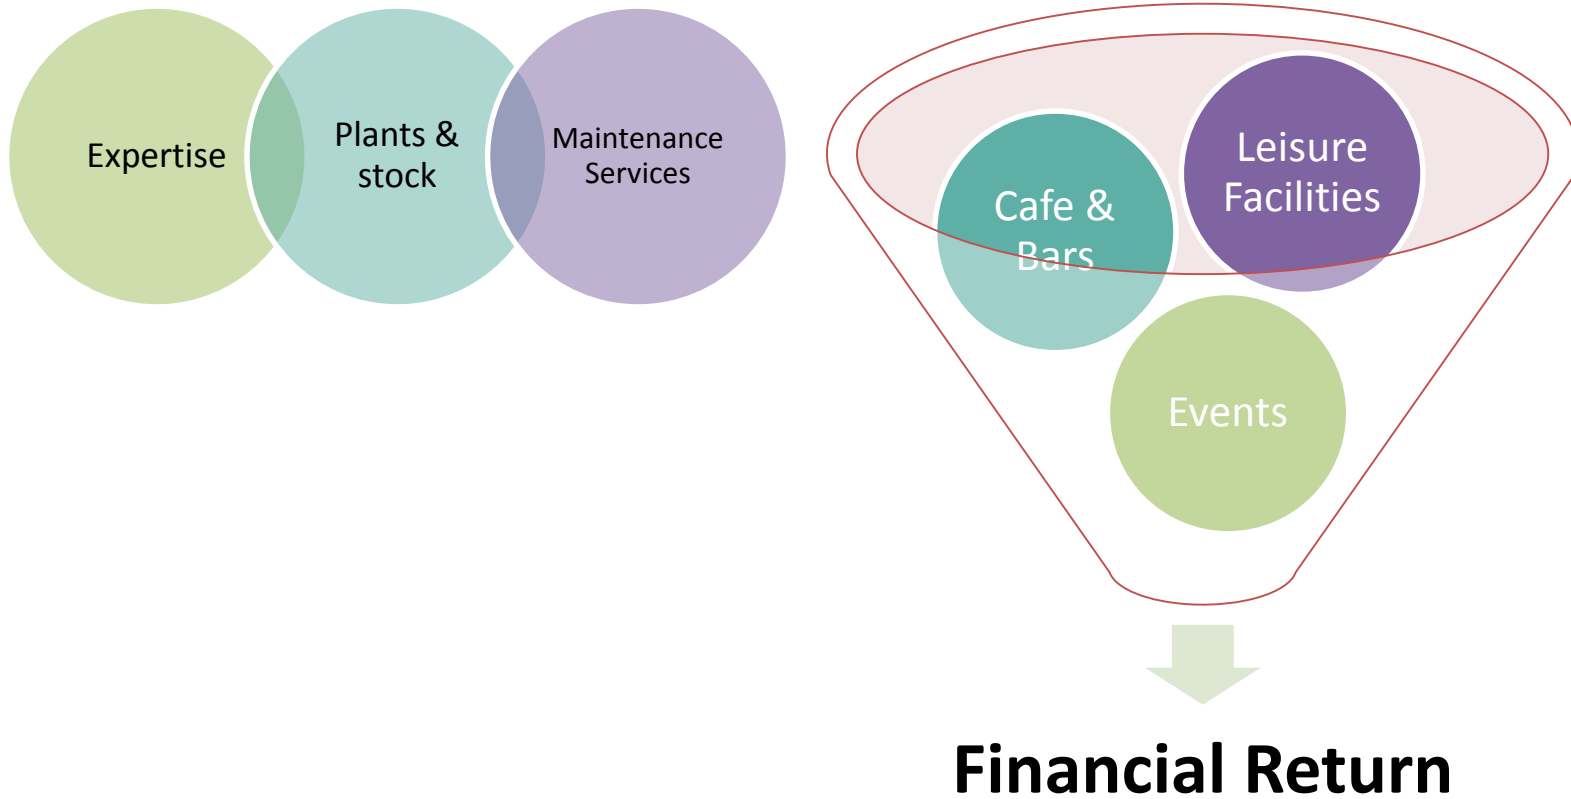 Expertise
Plants &
stock
Maintenance
Services
Leisure
Facilities
Cafe &
Bars
Events
Financial Return